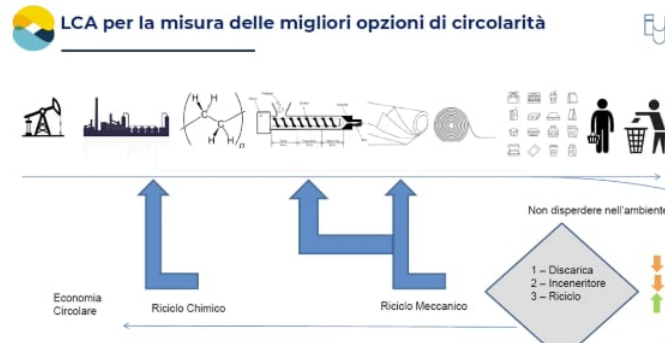 LCA per la misura delle migliori opzioni di circolarità
H
H
H
H
n
Non disperdere nell'ambiente
1 – Discarica
2 – Inceneritore
3 – Riciclo
Economia
Circolare
Riciclo Chimico
Riciclo Meccanico